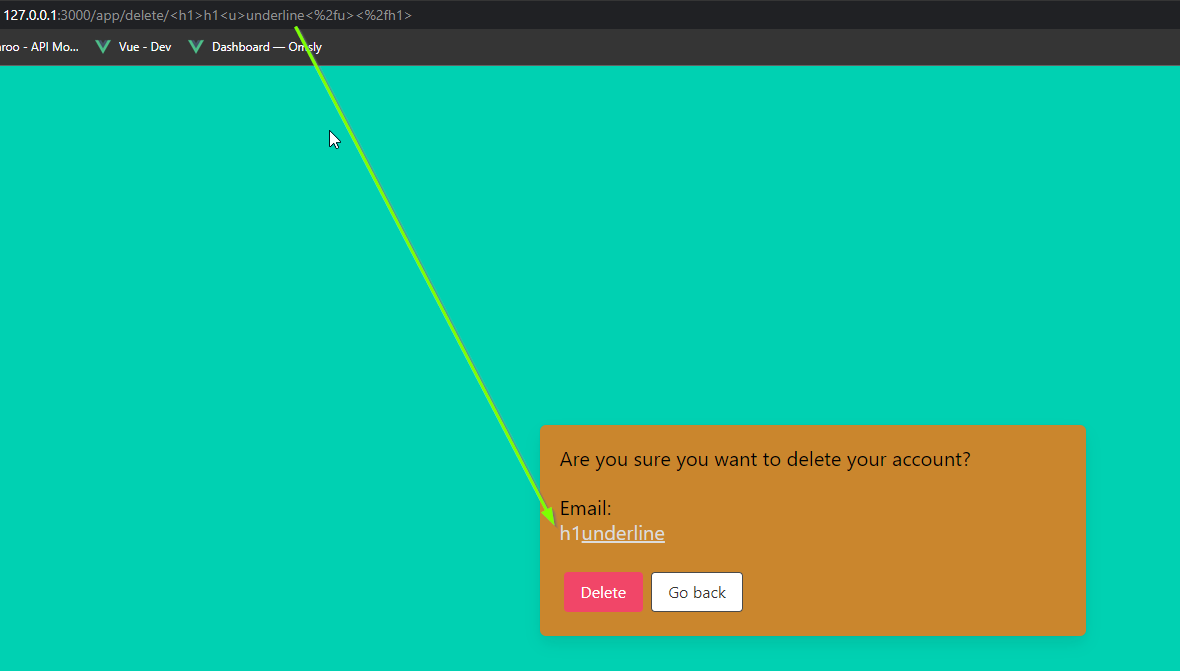 127.0.0.1:3000/app/delete/<h1>h1<u>underline<%2fu><%2fh1>
aroo - API Mo... Vue - Dev Dashboard — Omsly
Are you sure you want to delete your account?
Email:
h1underline
Delete Go back